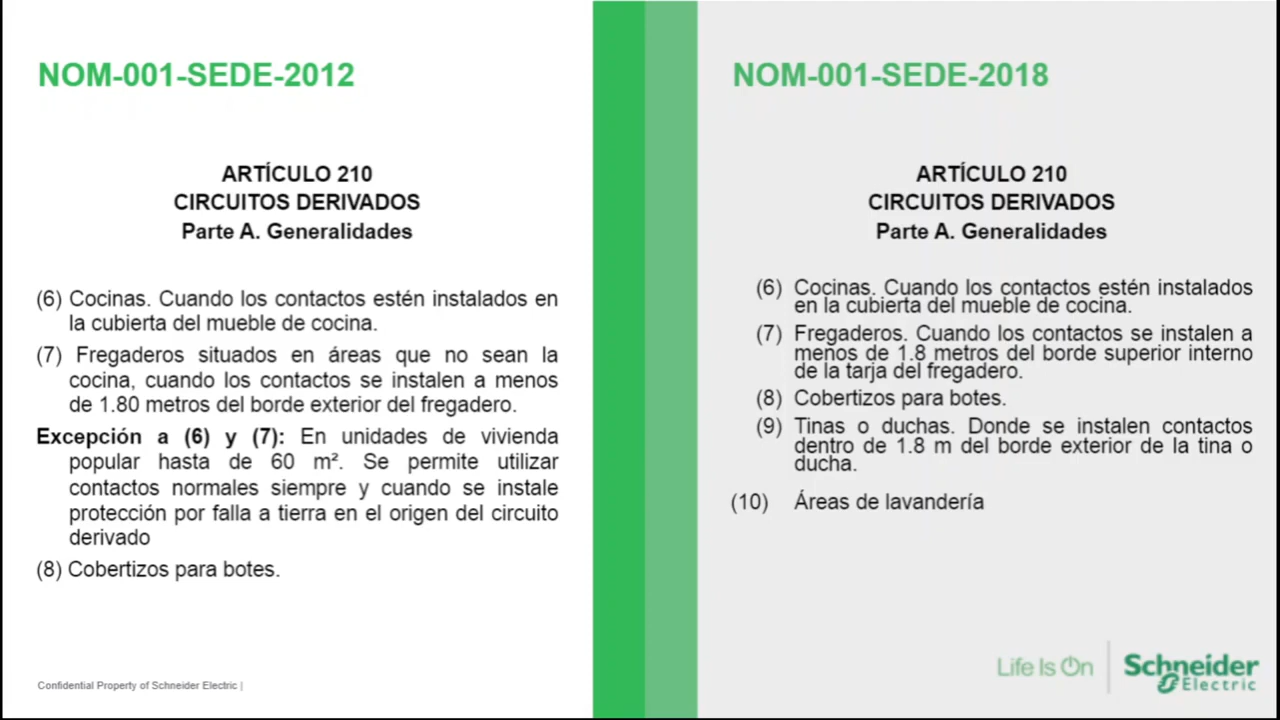 NOM-001-SEDE-2012
ARTÍCULO 210
CIRCUITOS DERIVADOS
Parte A. Generalidades
(6) Cocinas. Cuando los contactos estén instalados en
la cubierta del mueble de cocina.
(7) Fregaderos situados en áreas que no sean la
cocina, cuando los contactos se instalen a menos
de 1.80 metros del borde exterior del fregadero.
Excepción a (6) y (7): En unidades de vivienda
popular hasta de 60 m². Se permite utilizar
contactos normales siempre y cuando se instale
protección por falla a tierra en el origen del circuito
derivado
(8) Cobertizos para botes.
Confidential Property of Schneider Electric |
NOM-001-SEDE-2018
ARTÍCULO 210
CIRCUITOS DERIVADOS
Parte A. Generalidades
(6) Cocinas. Cuando los contactos estén instalados
en la cubierta del mueble de cocina.
(7) Fregaderos. Cuando los contactos se instalen a
menos de 1.8 metros del borde superior interno
de la tarja del fregadero.
(8) Cobertizos para botes.
(9) Tinas o duchas. Donde se instalen contactos
dentro de 1.8 m del borde exterior de la tina o
ducha.
(10) Áreas de lavandería
Life Is On
Schneider
Electric